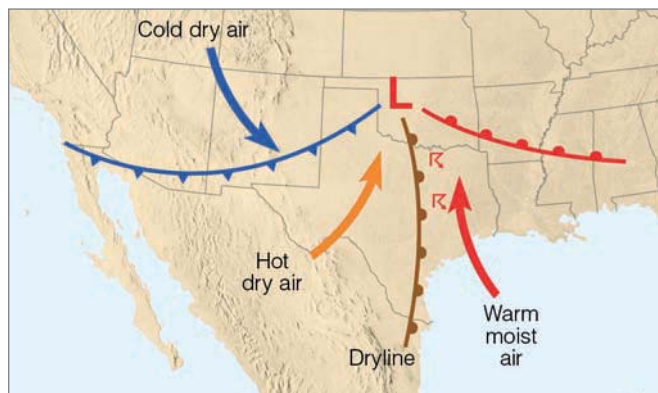 Cold dry air
L
Hot
dry air
Warm
moist
air
Dryline